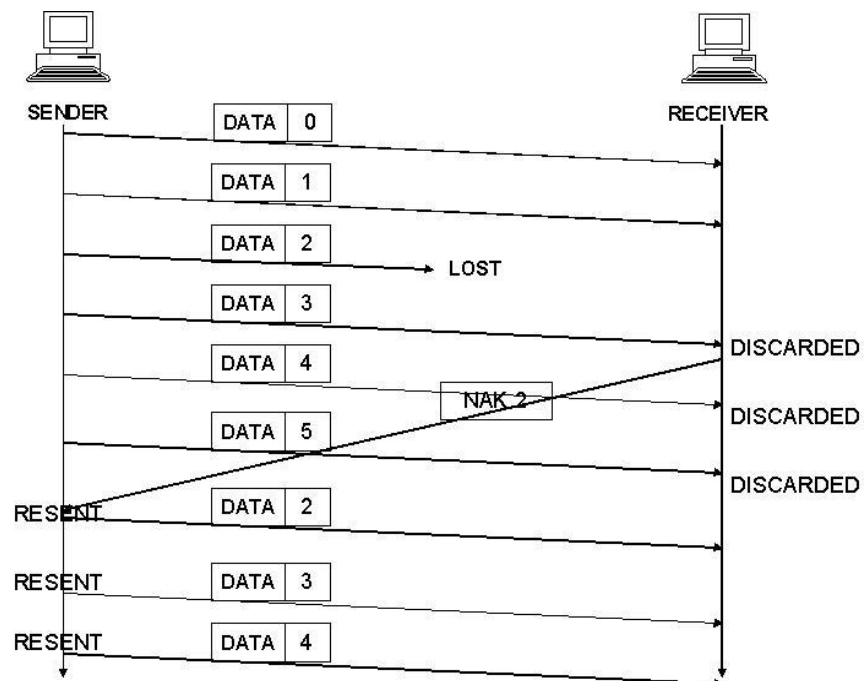 SENDER
RECEIVER
DATA 0
DATA 1
DATA 2
LOST
DATA 3
DISCARDED
DATA 4
NAK 2
DISCARDED
DATA 5
DISCARDED
RESENT
DATA 2
RESENT
DATA 3
RESENT
DATA 4